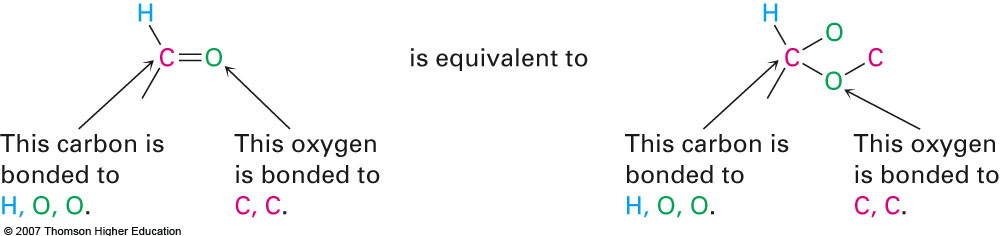 H
C=O
is equivalent to
H
O
C
C
O
This carbon is
bonded to
H, O, O.
This oxygen
is bonded to
C, C.
This carbon is
bonded to
H, O, O.
This oxygen
is bonded to
C, C.
© 2007 Thomson Higher Education